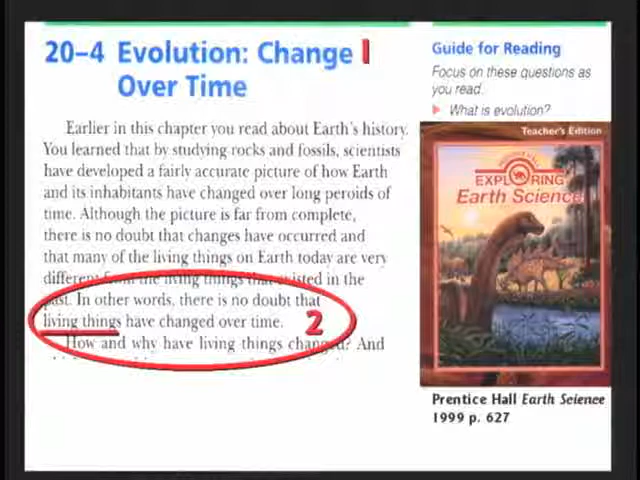 20–4 Evolution: Change I
Over Time
Earlier in this chapter you read about Earth's history.
You learned that by studying rocks and fossils, scientists
have developed a fairly accurate picture of how Earth
and its inhabitants have changed over long peroids of
time. Although the picture is far from complete,
there is no doubt that changes have occurred and
that many of the living things on Earth today are very
different from the living things that existed in the
past. In other words, there is no doubt that
living things have changed over time. 2
How and why have living things changed? And
Guide for Reading
Focus on these questions as
you read.
What is evolution?
Teacher's Edition
EXPLORING
Earth Science
Prentice Hall Earth Science
1999 p. 627